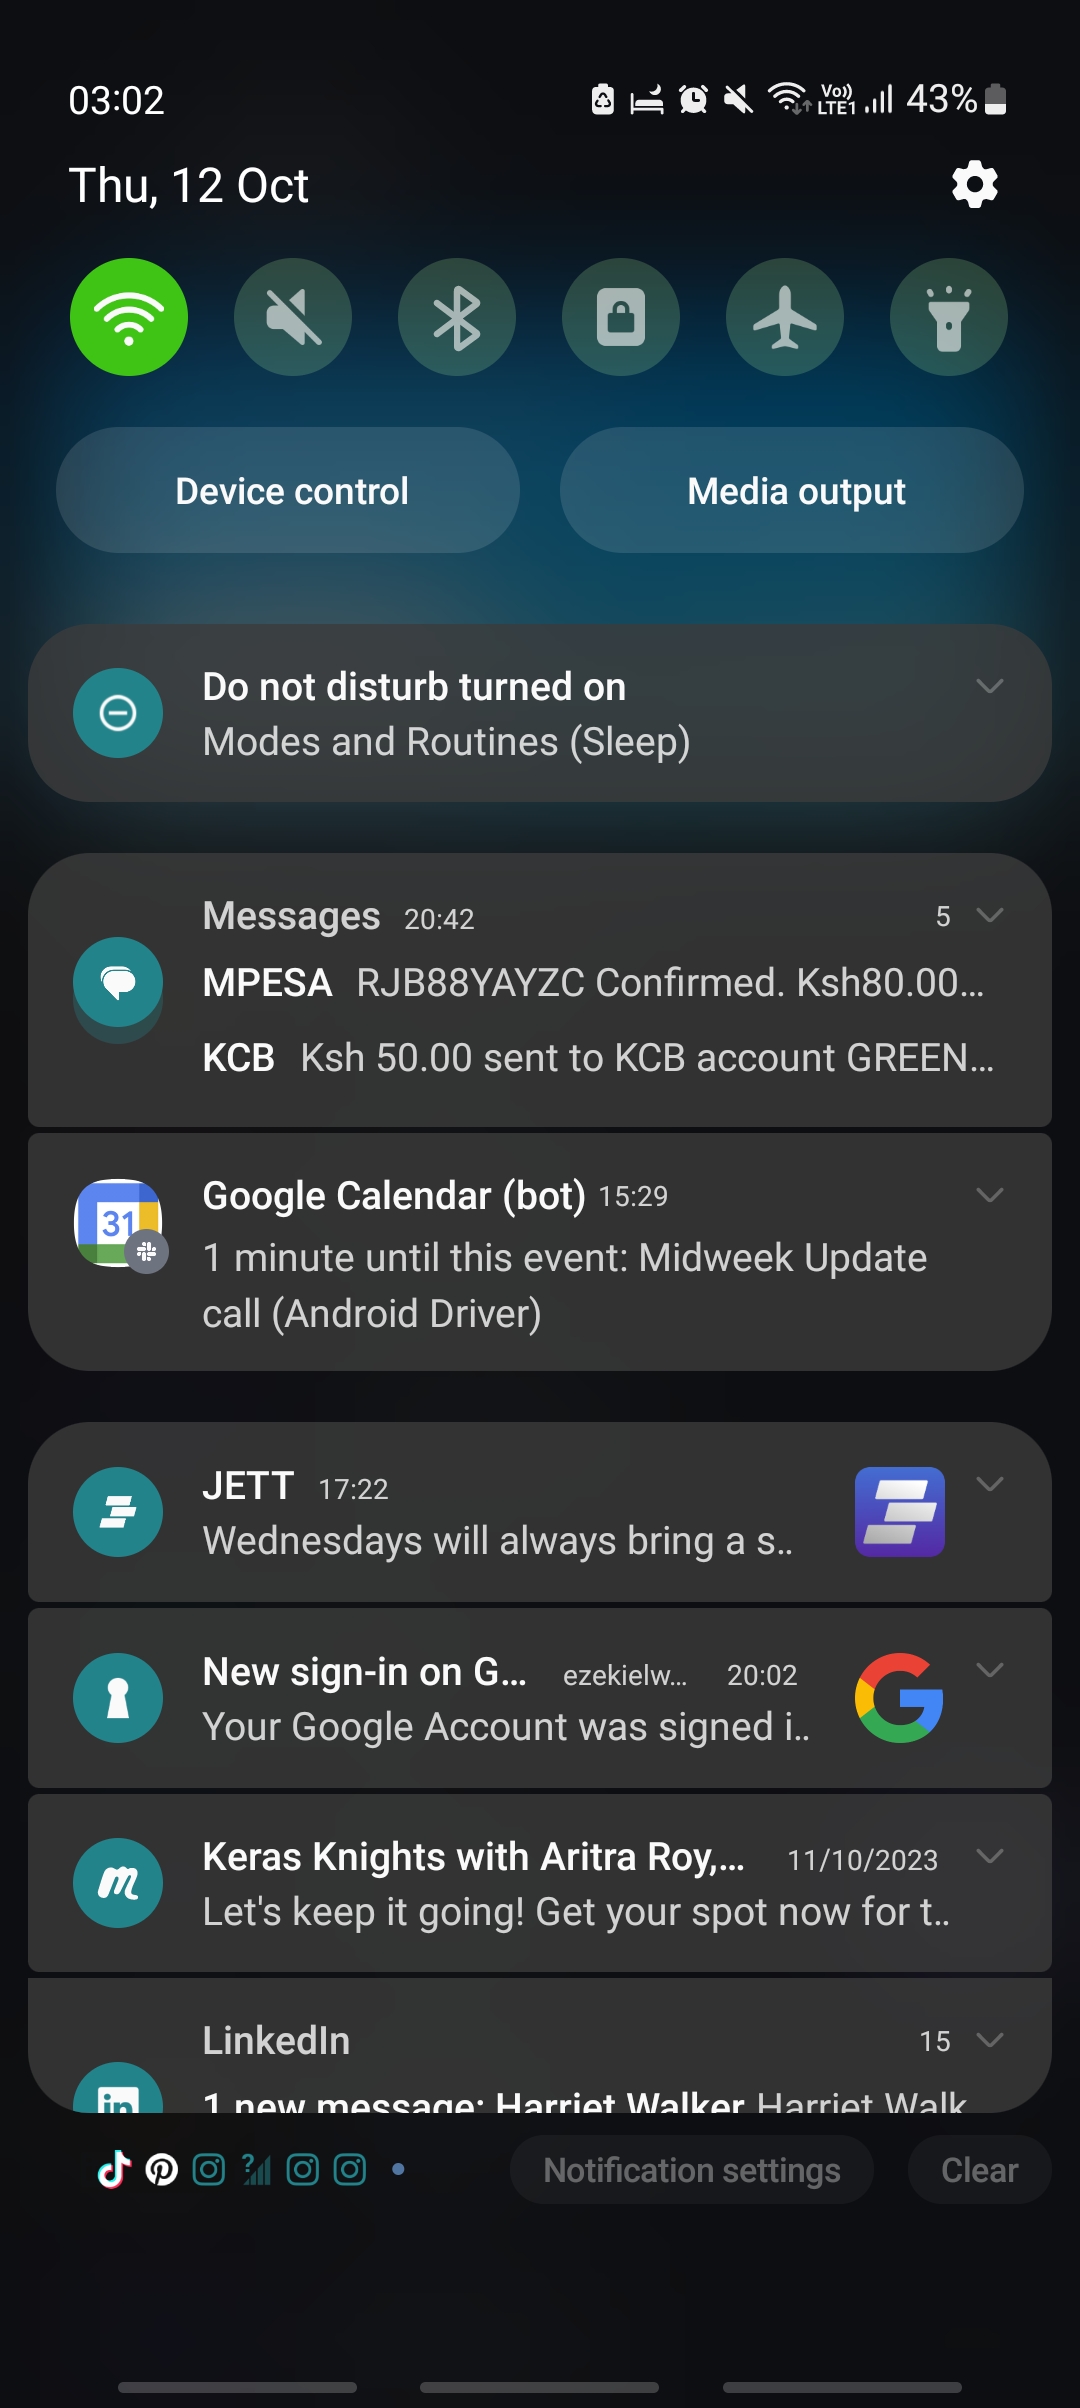 03:02
Vo)) LTE1 43%
Thu, 12 Oct
Device control
Media output
Do not disturb turned on
Modes and Routines (Sleep)
Messages 20:42 5
MPESA RJB88YAYZC Confirmed. Ksh80.00...
KCB Ksh 50.00 sent to KCB account GREEN...
31
Google Calendar (bot) 15:29
1 minute until this event: Midweek Update
call (Android Driver)
JETT 17:22
Wednesdays will always bring a s..
New sign-in on G... ezekielw... 20:02
Your Google Account was signed i..
Keras Knights with Aritra Roy,... 11/10/2023
Let's keep it going! Get your spot now for t..
LinkedIn 15
in 1 new message: Harriet Walker Harriet Walk
Notification settings
Clear